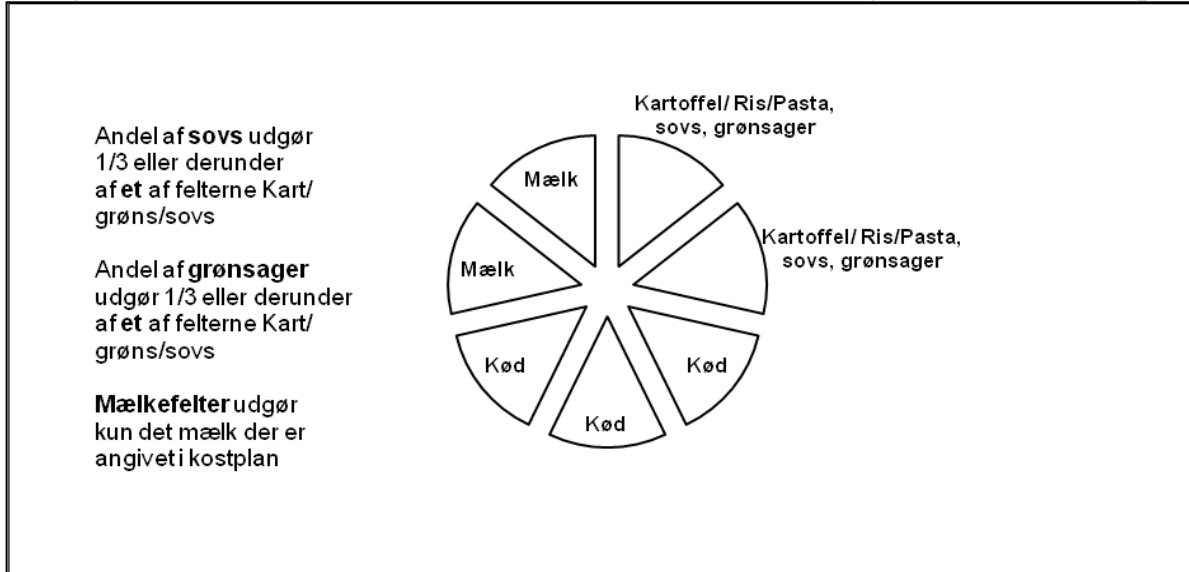 Andel af sovs udgør
1/3 eller derunder
af et af felterne Kart/
grøns/sovs
Andel af grønsager
udgør 1/3 eller derunder
af et af felterne Kart/
grøns/sovs
Mælkefelter udgør
kun det mælk der er
angivet i kostplan
Kartoffel/ Ris/Pasta,
sovs, grønsager
Mælk
Kartoffel/ Ris/Pasta,
sovs, grønsager
Mælk
Kød
Kød
Kød